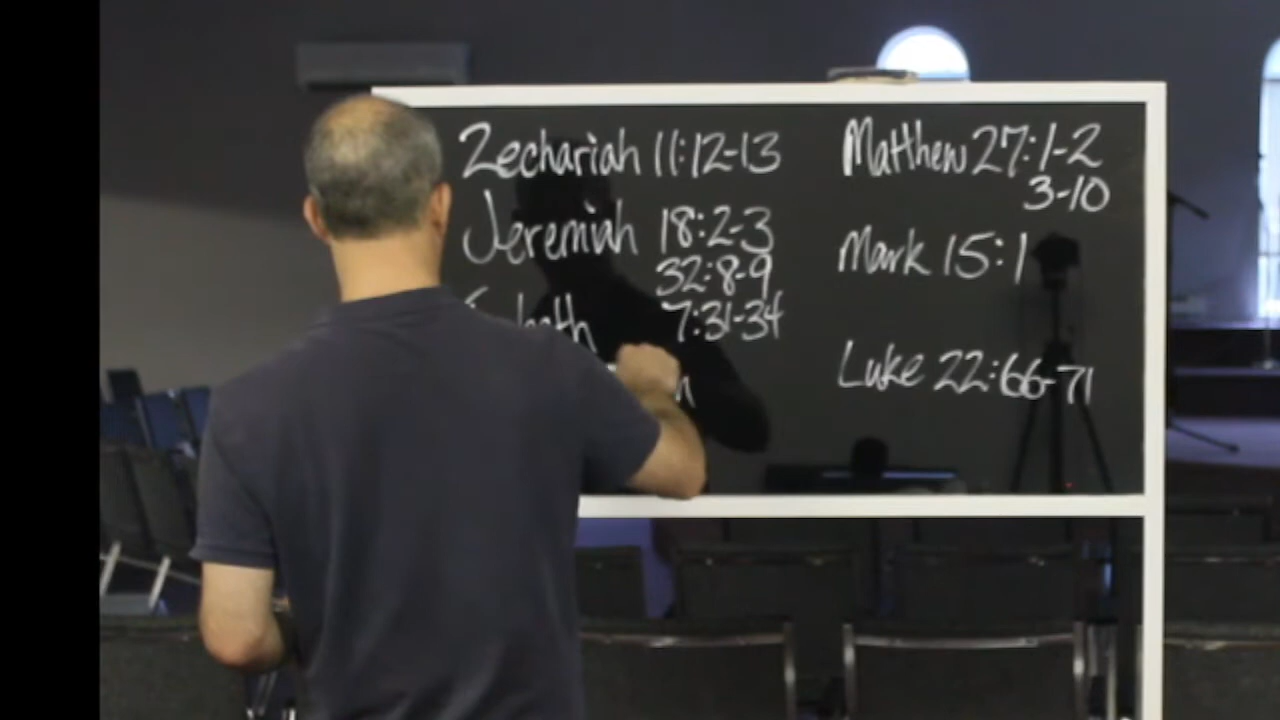 Zechariah 11:12-13
Jeremiah 18:2-3
32:8-9
7:31-34
Matthew 27:1-2
3-10
Mark 15:1
Luke 22:66-71